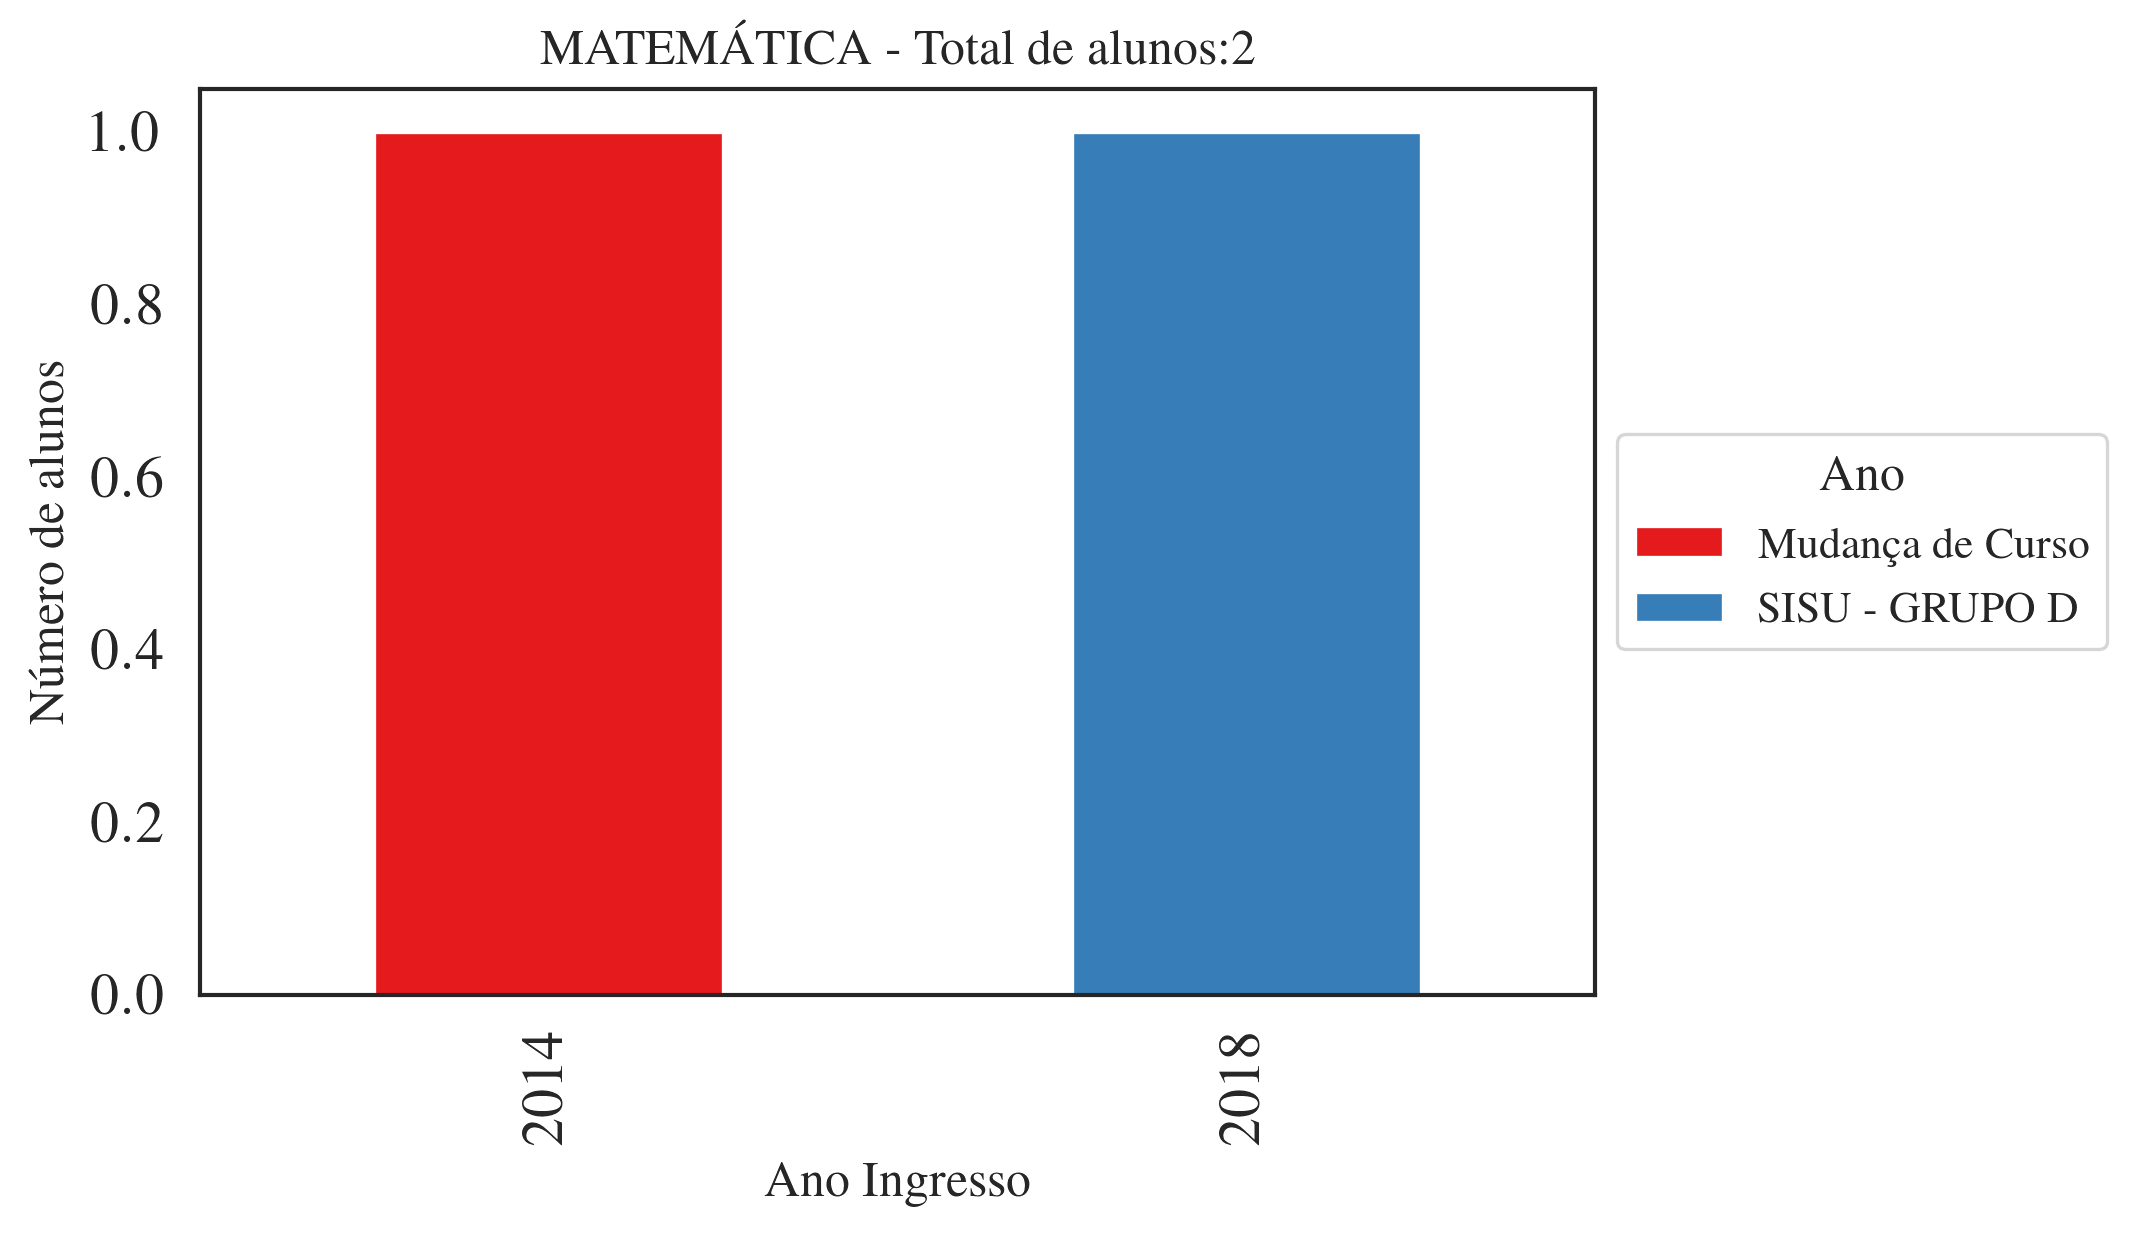 MATEMÁTICA - Total de alunos:2
Número de alunos
1.0
0.8
0.6
0.4
0.2
0.0
2014
2018
Ano Ingresso
Ano
Mudança de Curso
SISU - GRUPO D